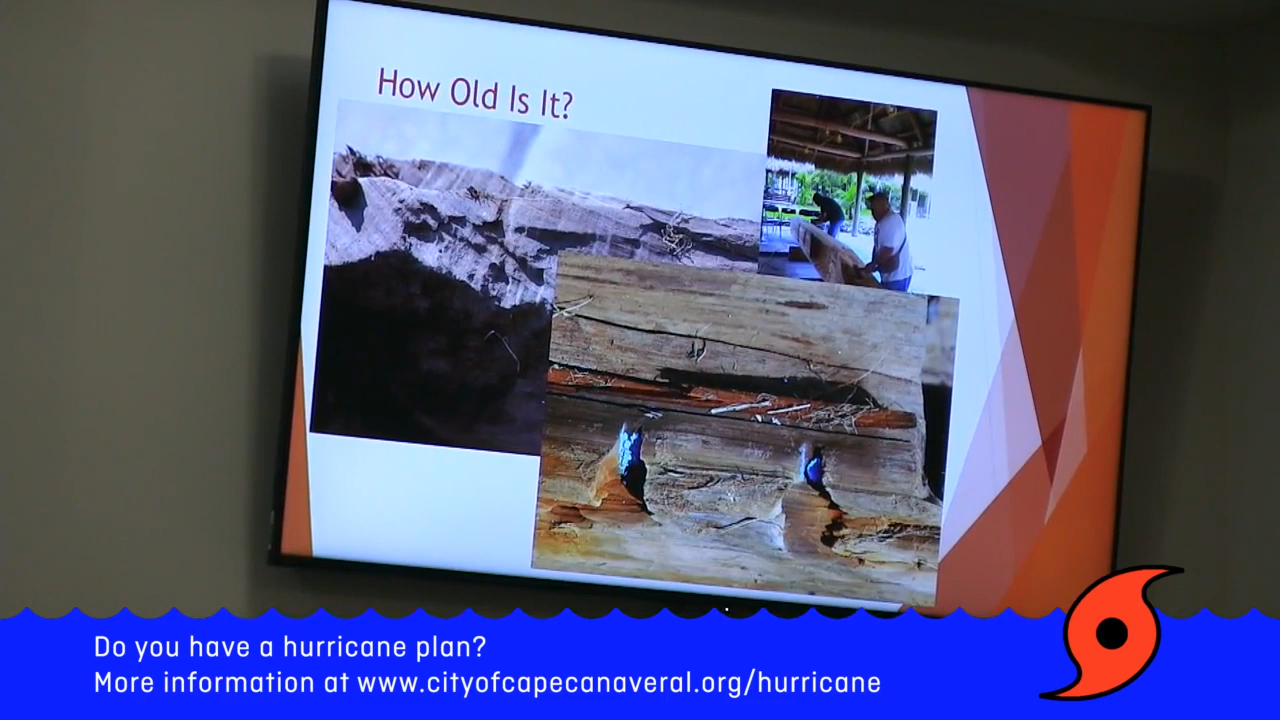 How Old Is It?
Do you have a hurricane plan?
More information at www.cityofcapecanaveral.org/hurricane